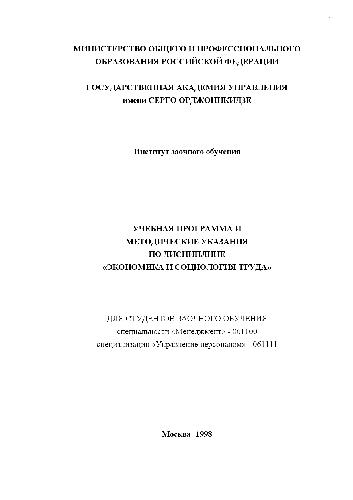 МИНИСТЕРСТВО ОБЩЕГО И ПРОФЕССИОНАЛЬНОГО
ОБРАЗОВАНИЯ РОССИЙСКОЙ ФЕДЕРАЦИИ
ГОСУДАРСТВЕННАЯ АКАДЕМИЯ УПРАВЛЕНИЯ
имени СЕРГО ОРДЖОНИКИДЗЕ
Институт заочного обучения
УЧЕБНАЯ ПРОГРАММА И
МЕТОДИЧЕСКИЕ УКАЗАНИЯ
ПО ДИСЦИПЛИНЕ
«ЭКОНОМИКА И СОЦИОЛОГИЯ ТРУДА»
ДЛЯ СТУДЕНТОВ ЗАОЧНОГО ОБУЧЕНИЯ
специальности «Менеджмент» - 061100
специализации «Управление персоналом» - 061111
Москва - 1998